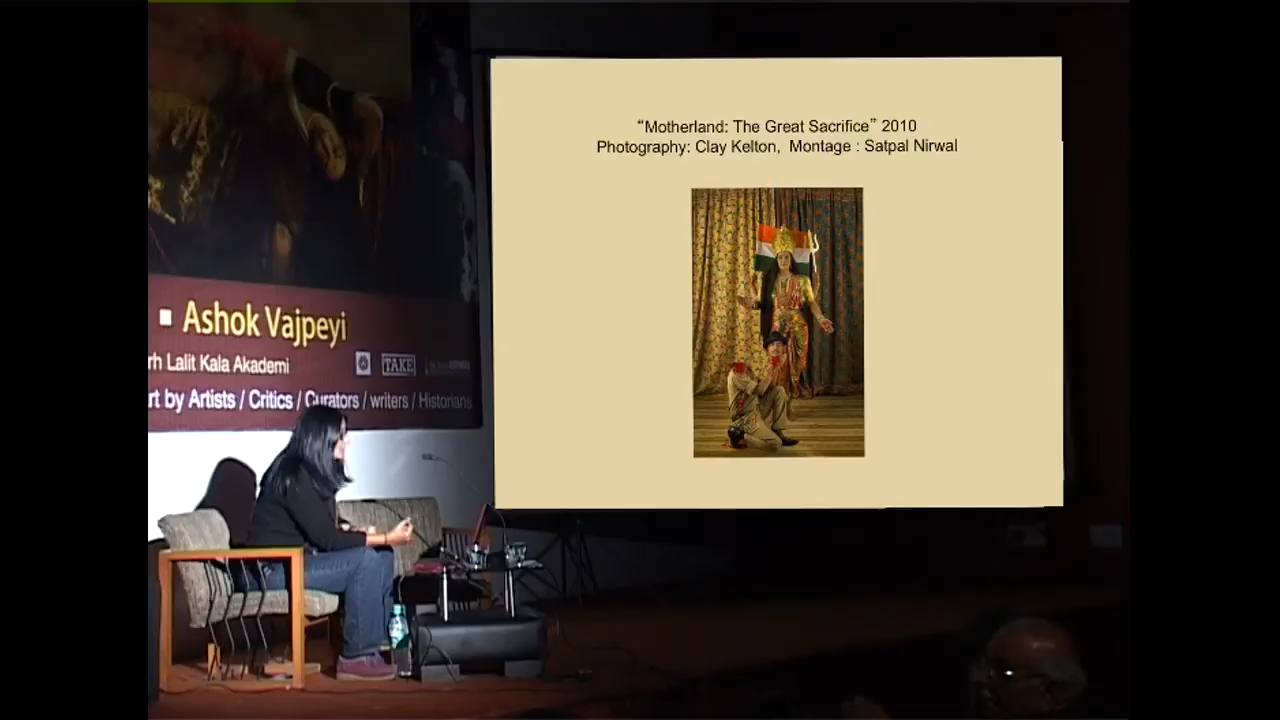 “Motherland: The Great Sacrifice” 2010
Photography: Clay Kelton, Montage : Satpal Nirwal
Ashok Vajpeyi
rh Lalit Kala Akademi
TAKE
rt by Artists / Critics / Curators / writers / Historians